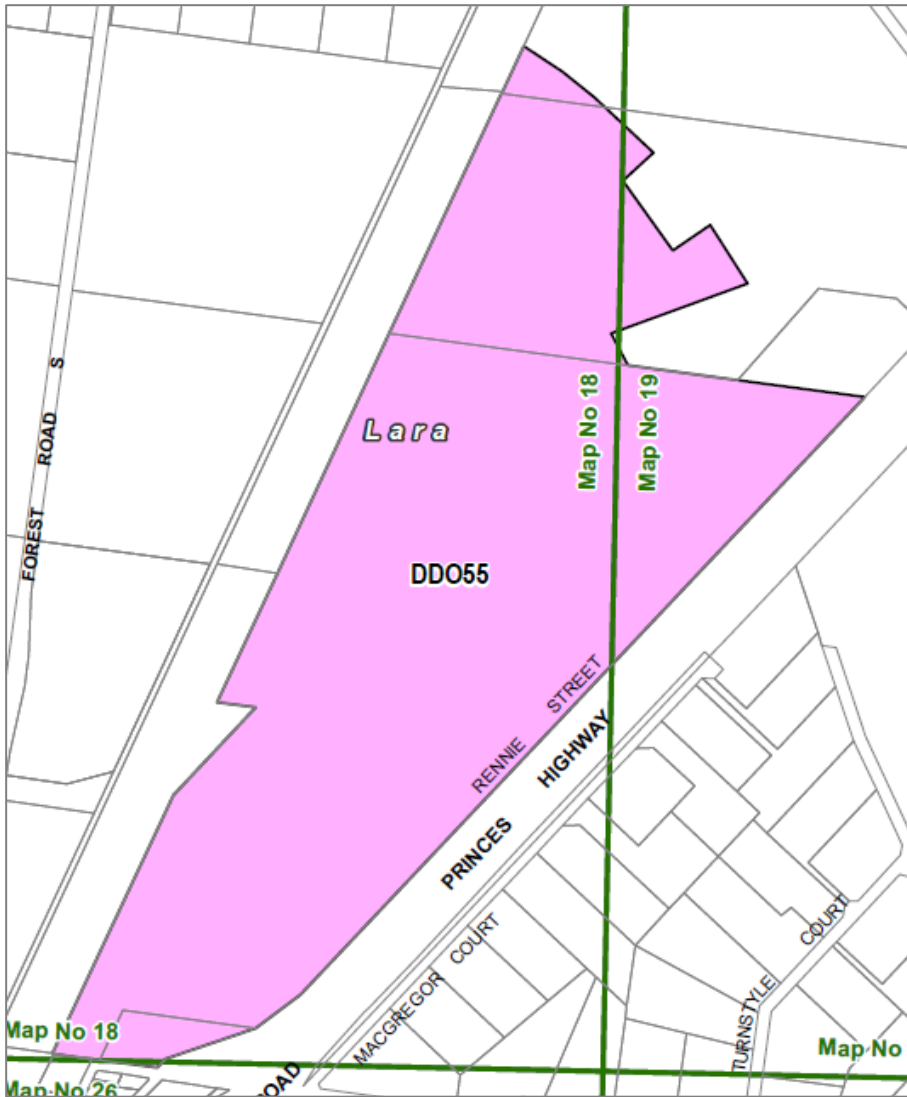 Lara
Map No 18
Map No 19
FOREST ROAD S
DDO55
RENNIE STREET
PRINCES HIGHWAY
MACGREGOR COURT
TURNSTYLE COURT
Map No 18
Map No
Map No 26
ROAD